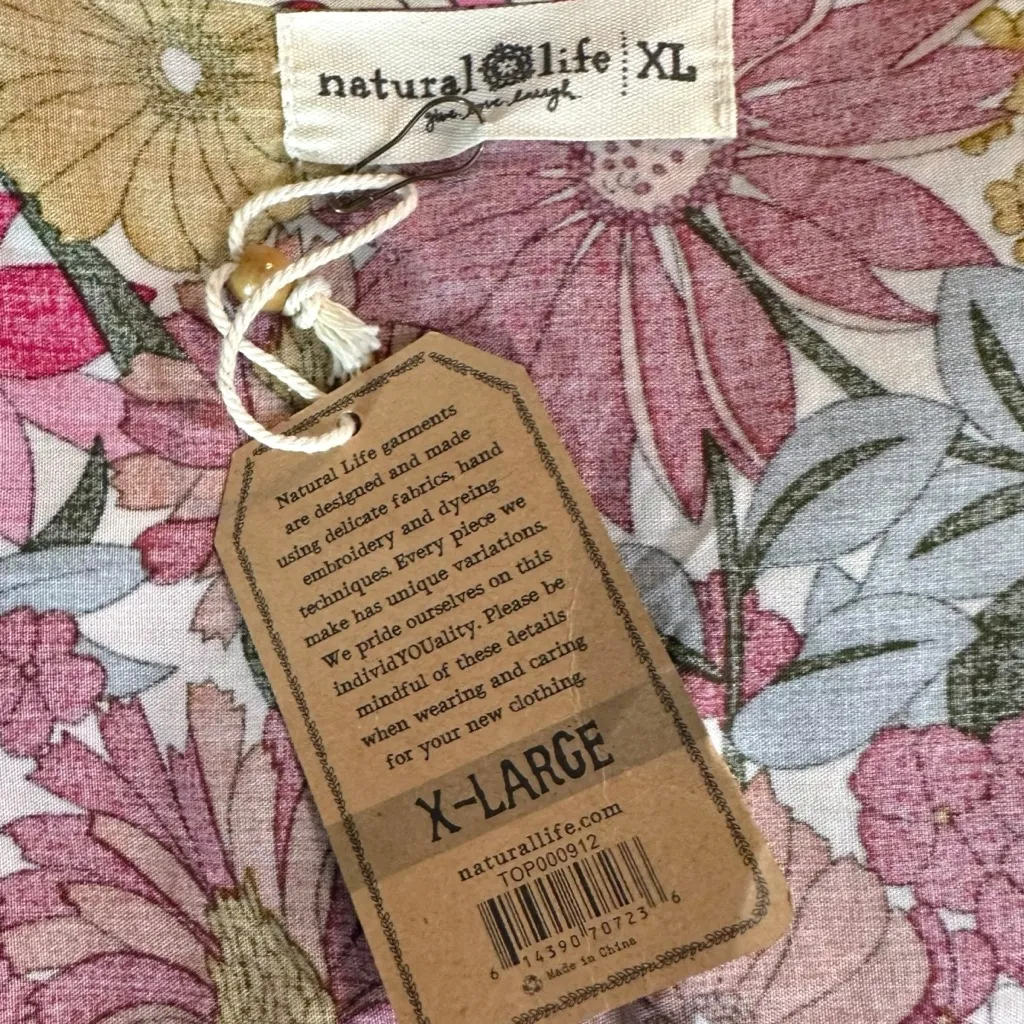 natural life XL
give. love. laugh.
Natural Life garments
are designed and made
using delicate fabrics, hand
embroidery and dyeing
techniques. Every piece we
make has unique variations.
We pride ourselves on this
individYOUality. Please be
mindful of these details
when wearing and caring
for your new clothing.
X-LARGE
naturallife.com
TOP000912
6 14390 70723 6
Made in China